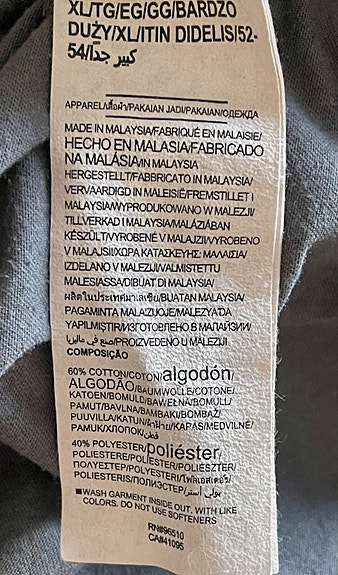 XL/TG/EG/GG/BARDZO
DUŻY/XL/ITIN DIDELIS/52-
54/كبير جدا
APPAREL/เสื้อผ้า/PAKAIAN JADI/PAKAIAN/ОДЕЖДА
MADE IN MALAYSIA/FABRIQUÉ EN MALAISIE/
HECHO EN MALASIA/FABRICADO
NA MALÁSIA/IN MALAYSIA
HERGESTELLT/FABBRICATO IN MALAYSIA/
VERVAARDIGD IN MALEISIË/FREMSTILLET I
MALAYSIA/WYPRODUKOWANO W MALEZJI/
TILLVERKAD I MALAYSIA/MALÁZIÁBAN
KÉSZÜLT/VYROBENÉ V MALAJZII/VYROBENO
V MALAJSII/ΧΩΡΑ ΚΑΤΑΣΚΕΥΗΣ: ΜΑΛΑΙΣΙΑ/
IZDELANO V MALEZIJI/VALMISTETTU
MALESIASSA/DIBUAT DI MALAYSIA/
ผลิตในประเทศมาเลเซีย/BUATAN MALAYSIA/
PAGAMINTA MALAIZIJOJE/MALEZYA'DA
YAPILMIŞTIR/ИЗГОТОВЛЕНО В МАЛАЙЗИИ/
صنع في ماليزيا/PROIZVEDENO U MALEZIJI
COMPOSIÇÃO
60% COTTON/COTON/algodón/
ALGODÃO/BAUMWOLLE/COTONE/
KATOEN/BOMULD/BAWEŁNA/BOMULL/
PAMUT/BAVLNA/ΒΑΜΒΑΚΙ/BOMBAŽ/
PUUVILLA/KATUN/ผ้าฝ้าย/KAPAS/MEDVILNĖ/
PAMUK/ХЛОПОК/قطن
40% POLYESTER/poliéster/
POLIESTERE/POLIESTER/POLIÉSZTER/
ΠΟΛΥΕΣΤΕΡ/POLYESTERI/โพลีเอสเตอร์/
POLIESTERIS/ПОЛИЭСТЕР/بولي استر
■WASH GARMENT INSIDE OUT. WITH LIKE
COLORS. DO NOT USE SOFTENERS
RN#96510
CA#41095